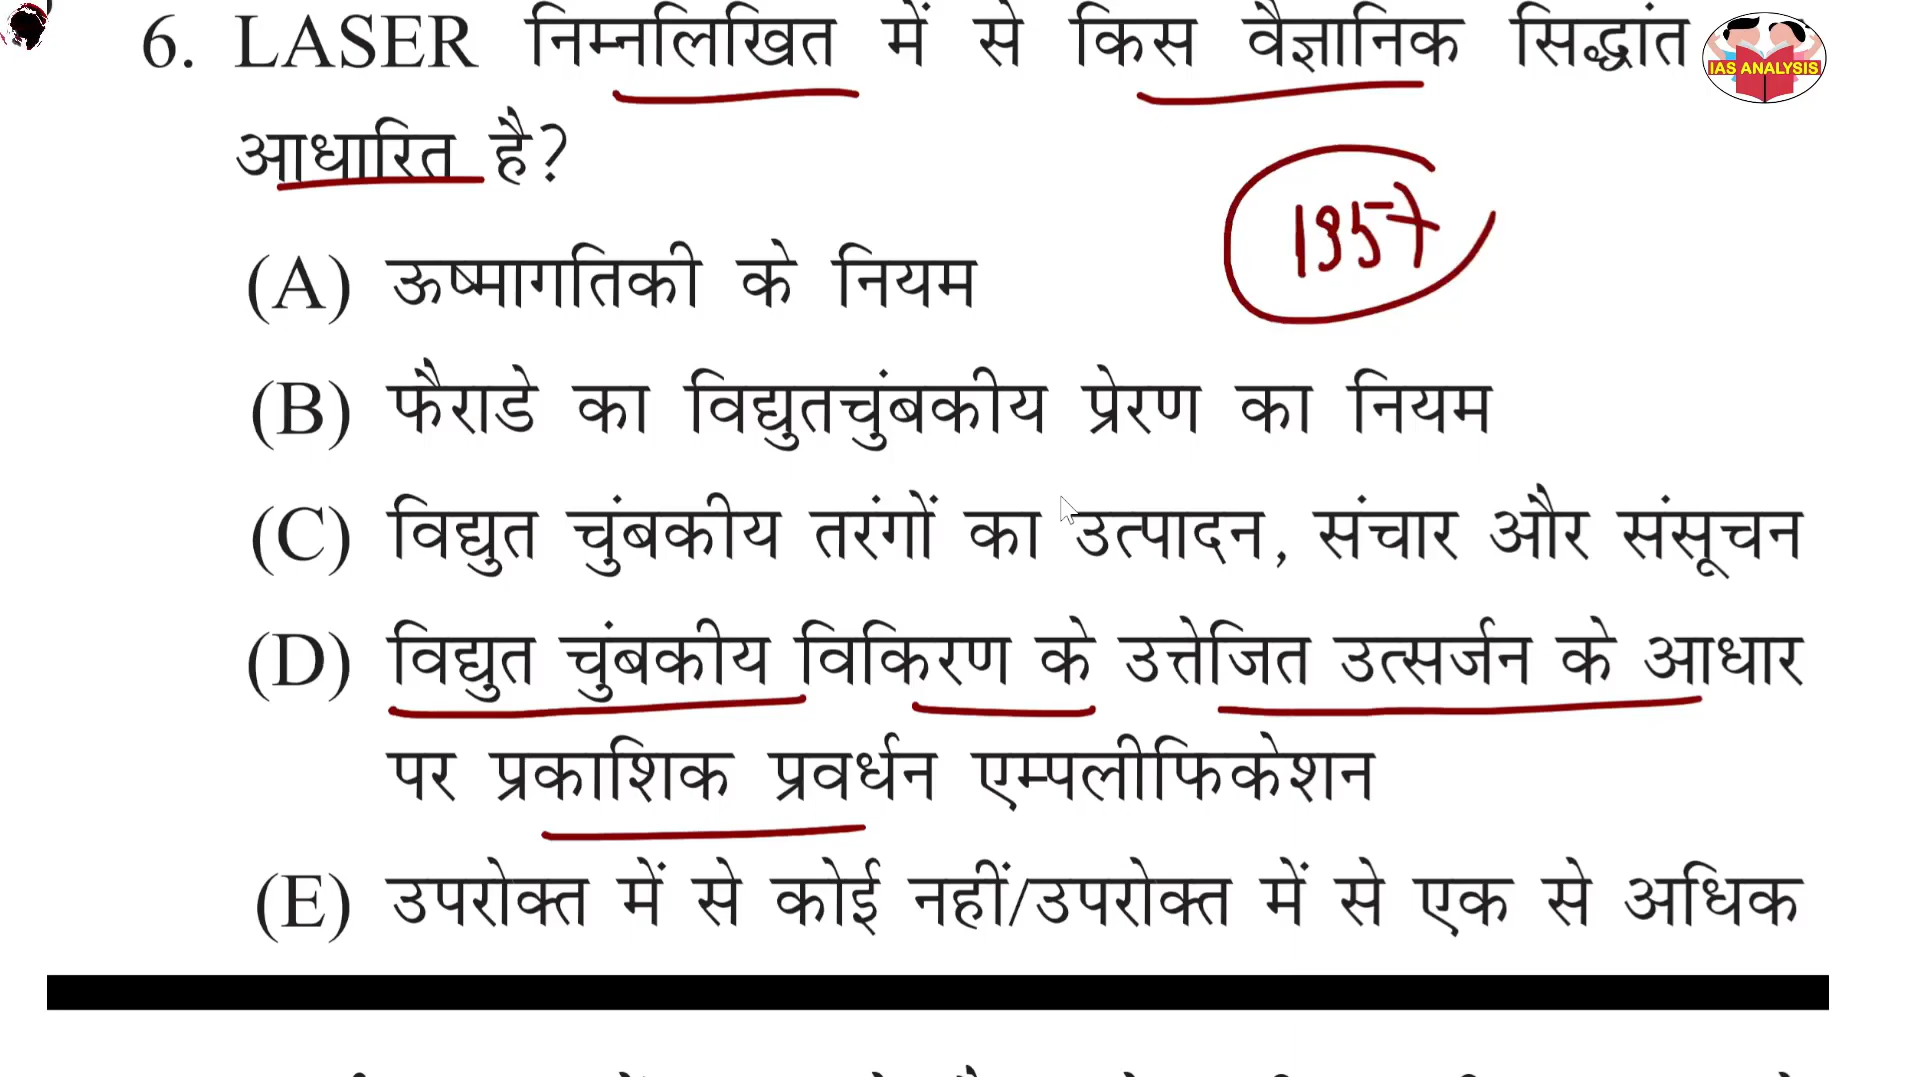 6. LASER निम्नलिखित में से किस वैज्ञानिक सिद्धांत
IAS ANALYSIS
आधारित है?
1957
(A) ऊष्मागतिकी के नियम
(B) फैराडे का विद्युतचुंबकीय प्रेरण का नियम
(C) विद्युत चुंबकीय तरंगों का उत्पादन, संचार और संसूचन
(D) विद्युत चुंबकीय विकिरण के उत्तेजित उत्सर्जन के आधार
पर प्रकाशिक प्रवर्धन एम्पलीफिकेशन
(E) उपरोक्त में से कोई नहीं/उपरोक्त में से एक से अधिक